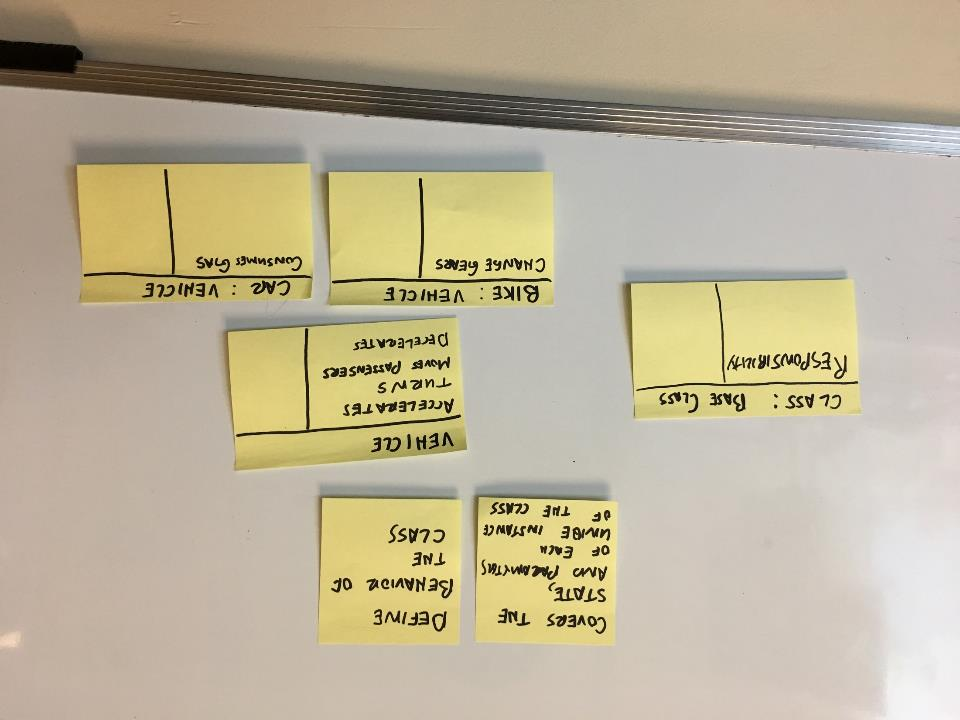 COVERS THE
STATE,
AND PARAMETERS
OF EACH
UNIQE INSTANCE
OF THE CLASS
DEFINE
BEHAVIOR OF
THE
CLASS
CLASS : BASE CLASS
RESPONSIBILITY
VEHICLE
ACCELERATES
TURNS
MOVES PASSENGERS
DECELERATES
BIKE : VEHICLE
CHANGE GEARS
CAR : VEHICLE
CONSUMES GAS